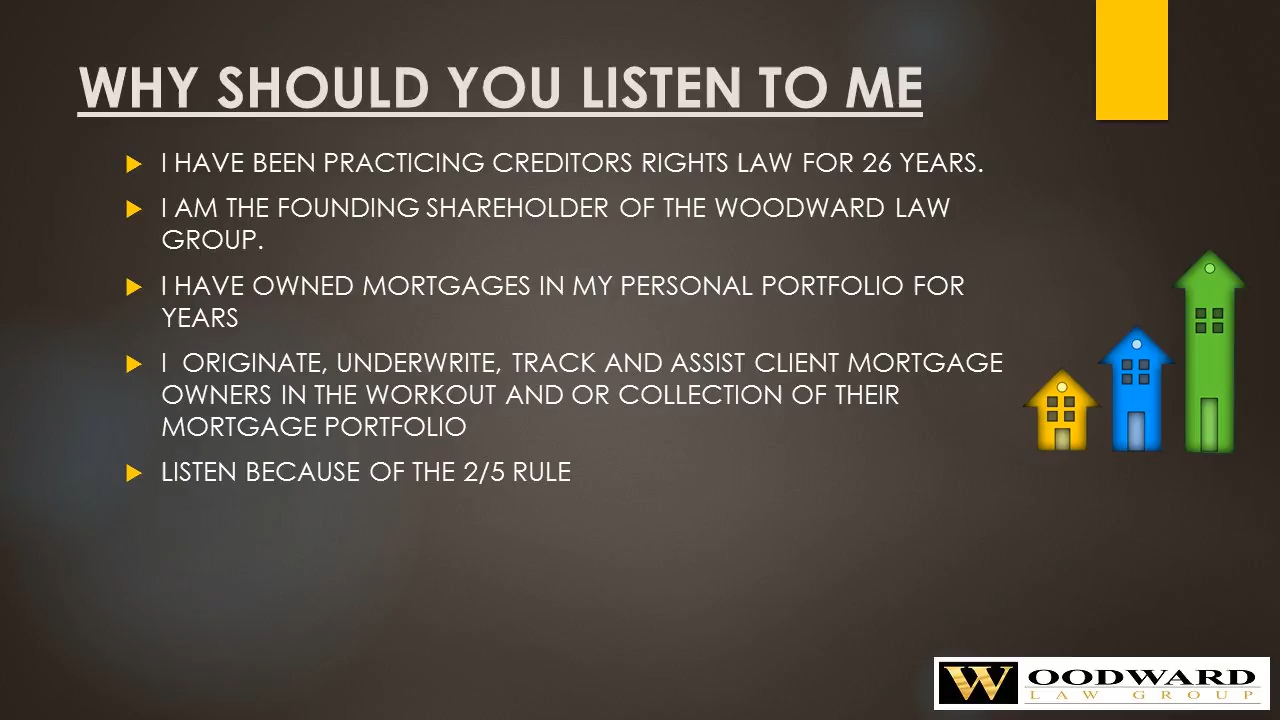 WHY SHOULD YOU LISTEN TO ME
I HAVE BEEN PRACTICING CREDITORS RIGHTS LAW FOR 26 YEARS.
I AM THE FOUNDING SHAREHOLDER OF THE WOODWARD LAW
GROUP.
I HAVE OWNED MORTGAGES IN MY PERSONAL PORTFOLIO FOR
YEARS
I ORIGINATE, UNDERWRITE, TRACK AND ASSIST CLIENT MORTGAGE
OWNERS IN THE WORKOUT AND OR COLLECTION OF THEIR
MORTGAGE PORTFOLIO
LISTEN BECAUSE OF THE 2/5 RULE
WOODWARD
LAW GROUP